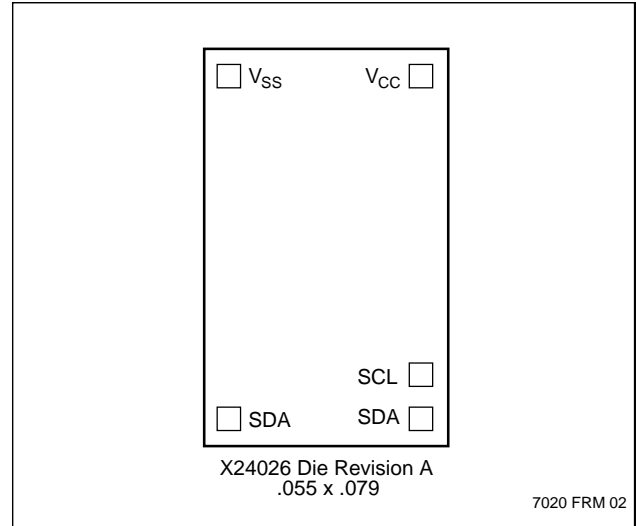 VSS VCC
SCL
SDA SDA
X24026 Die Revision A
.055 x .079
7020 FRM 02